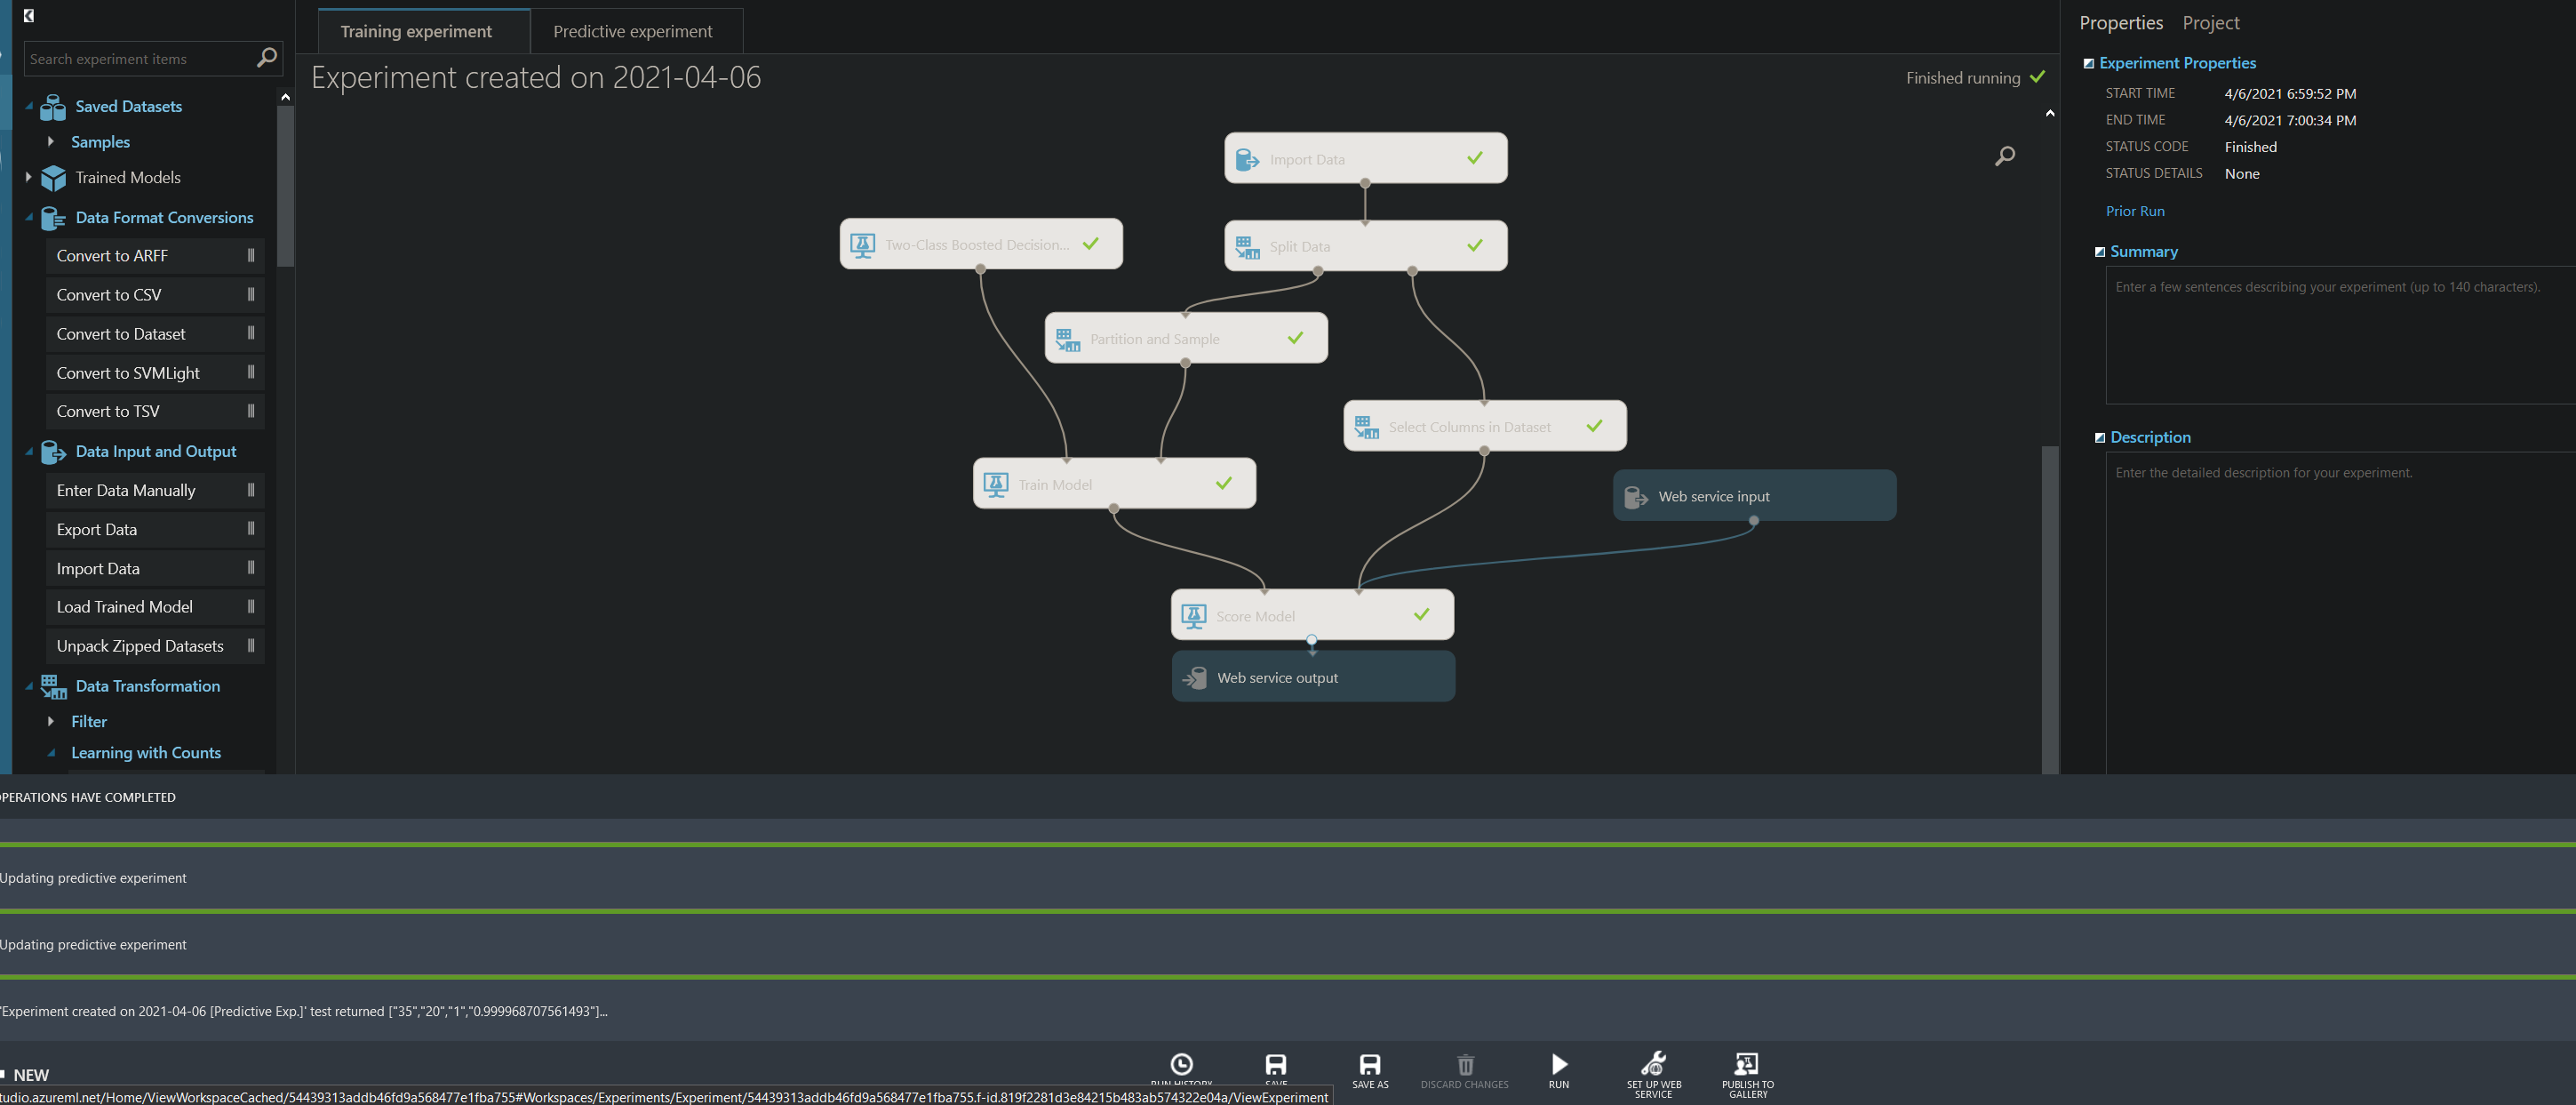 Search experiment items
Saved Datasets
Samples
Trained Models
Data Format Conversions
Convert to ARFF
Convert to CSV
Convert to Dataset
Convert to SVMLight
Convert to TSV
Data Input and Output
Enter Data Manually
Export Data
Import Data
Load Trained Model
Unpack Zipped Datasets
Data Transformation
Filter
Learning with Counts
Training experiment
Predictive experiment
Experiment created on 2021-04-06
Finished running
Import Data
Two-Class Boosted Decision...
Split Data
Partition and Sample
Select Columns in Dataset
Train Model
Web service input
Score Model
Web service output
Properties Project
Experiment Properties
START TIME 4/6/2021 6:59:52 PM
END TIME 4/6/2021 7:00:34 PM
STATUS CODE Finished
STATUS DETAILS None
Prior Run
Summary
Enter a few sentences describing your experiment (up to 140 characters).
Description
Enter the detailed description for your experiment.
OPERATIONS HAVE COMPLETED
Updating predictive experiment
Updating predictive experiment
'Experiment created on 2021-04-06 [Predictive Exp.]' test returned ["35","20","1","0.999968707561493"]...
NEW
RUN HISTORY
SAVE
SAVE AS
DISCARD CHANGES
RUN
SET UP WEB
SERVICE
PUBLISH TO
GALLERY
tudio.azureml.net/Home/ViewWorkspaceCached/54439313addb46fd9a568477e1fba755#Workspaces/Experiments/Experiment/54439313addb46fd9a568477e1fba755.f-id.819f2281d3e84215b483ab574322e04a/ViewExperiment